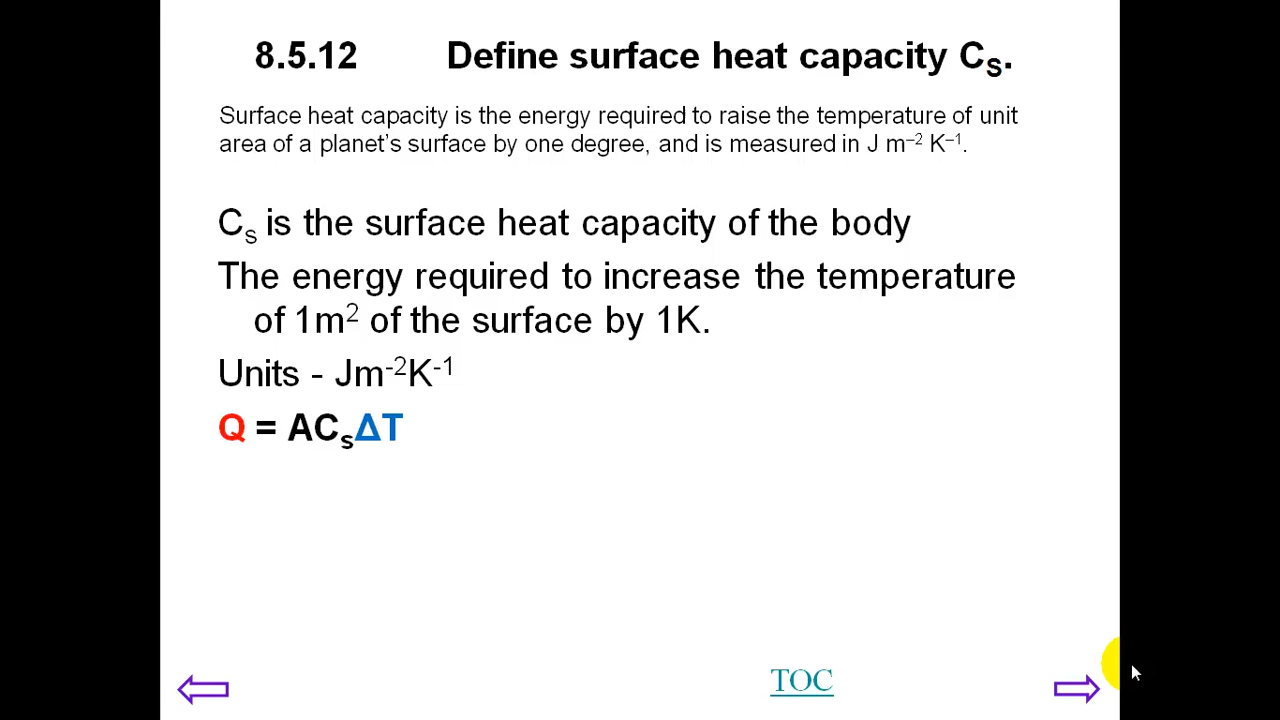 8.5.12 Define surface heat capacity Cₛ.
Surface heat capacity is the energy required to raise the temperature of unit
area of a planet’s surface by one degree, and is measured in J m⁻² K⁻¹.
Cₛ is the surface heat capacity of the body
The energy required to increase the temperature
of 1m² of the surface by 1K.
Units - Jm⁻²K⁻¹
Q = ACₛΔT
TOC